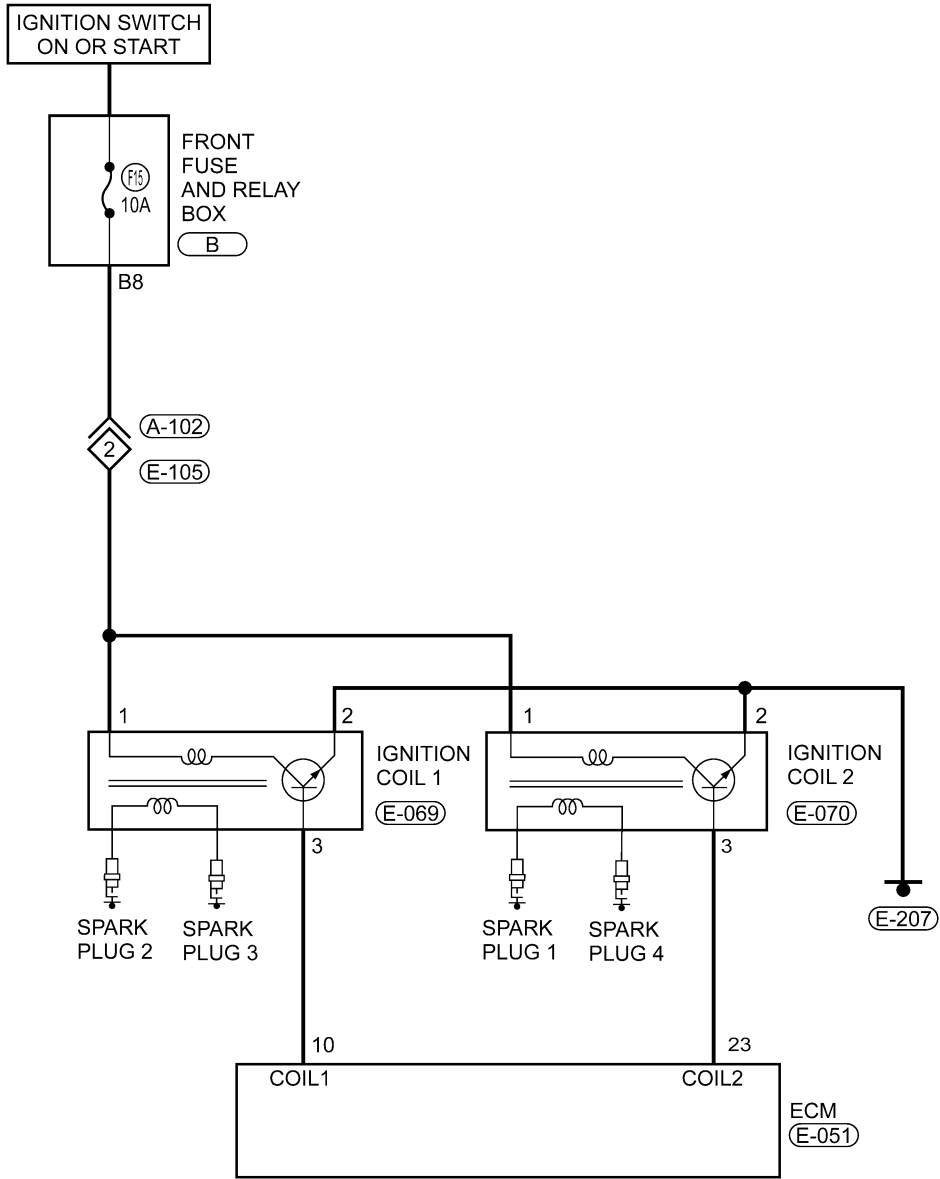 IGNITION SWITCH
ON OR START
FRONT
FUSE
AND RELAY
BOX
F15
10A
B
B8
A-102
2
E-105
1
2
1
2
IGNITION
COIL 1
E-069
IGNITION
COIL 2
E-070
3
3
SPARK
PLUG 2
SPARK
PLUG 3
SPARK
PLUG 1
SPARK
PLUG 4
E-207
10
23
COIL1
COIL2
ECM
E-051